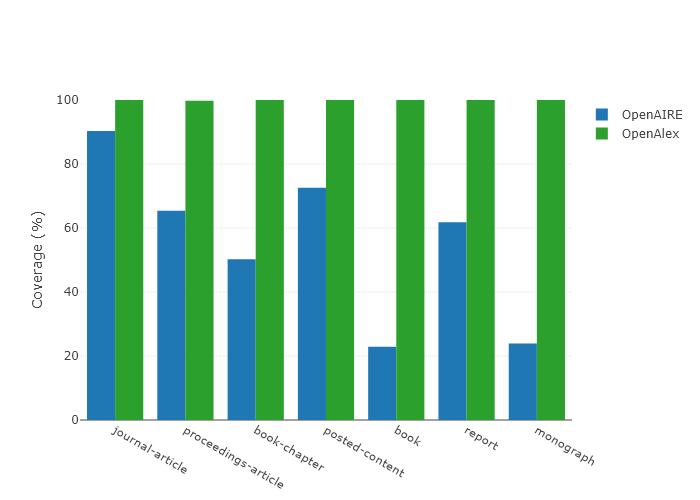 100
80
60
40
20
0
Coverage (%)
journal-article
proceedings-article
book-chapter
posted-content
book
report
monograph
OpenAIRE
OpenAlex